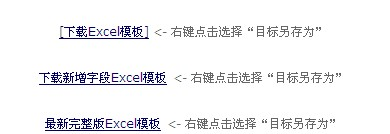 [下载Excel模板] <- 右键点击选择“目标另存为”
下载新增字段Excel模板 <- 右键点击选择“目标另存为”
最新完整版Excel模板 <- 右键点击选择“目标另存为”